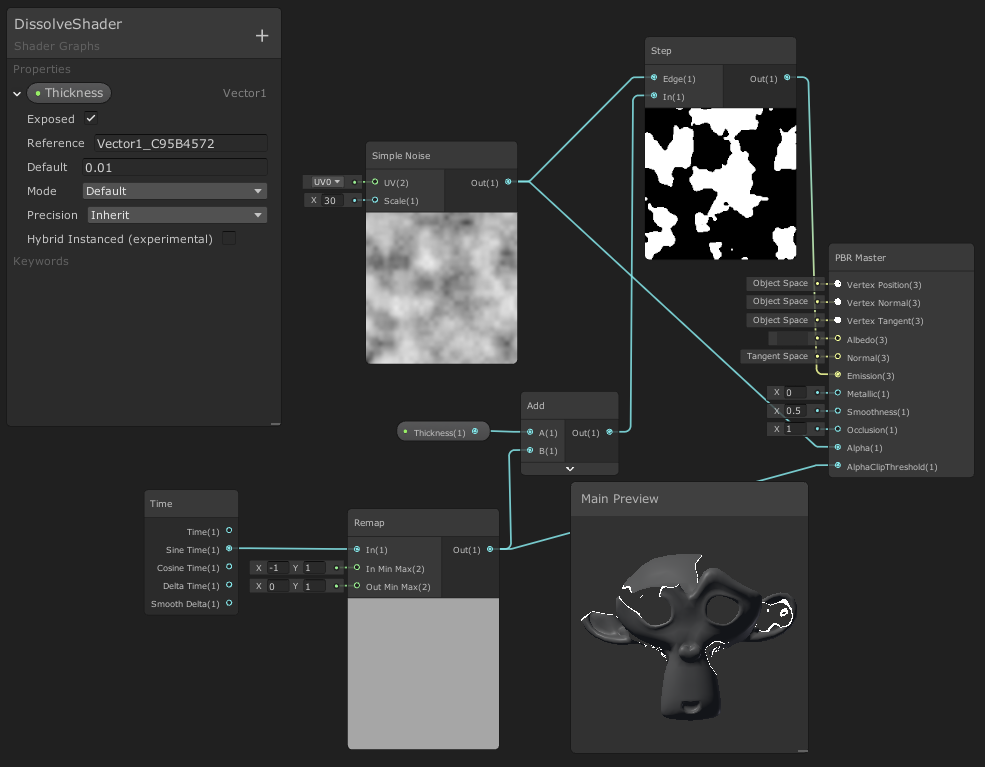 DissolveShader
Shader Graphs
Properties
Thickness Vector1
Exposed
Reference Vector1_C95B4572
Default 0.01
Mode Default
Precision Inherit
Hybrid Instanced (experimental)
Keywords
Step
Edge(1) Out(1)
In(1)
Simple Noise
UV0 UV(2) Out(1)
X 30 Scale(1)
PBR Master
Object Space Vertex Position(3)
Object Space Vertex Normal(3)
Object Space Vertex Tangent(3)
Albedo(3)
Tangent Space Normal(3)
Emission(3)
X 0 Metallic(1)
X 0.5 Smoothness(1)
X 1 Occlusion(1)
Alpha(1)
AlphaClipThreshold(1)
Add
Thickness(1) A(1) Out(1)
B(1)
Time
Time(1)
Sine Time(1)
Cosine Time(1)
Delta Time(1)
Smooth Delta(1)
Remap
In(1) Out(1)
X -1 Y 1 In Min Max(2)
X 0 Y 1 Out Min Max(2)
Main Preview